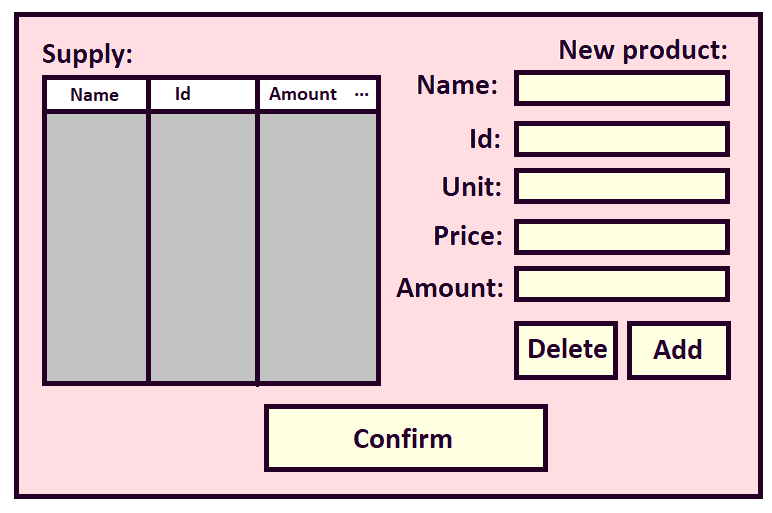 Supply:
Name Id Amount ...
New product:
Name:
Id:
Unit:
Price:
Amount:
Delete Add
Confirm